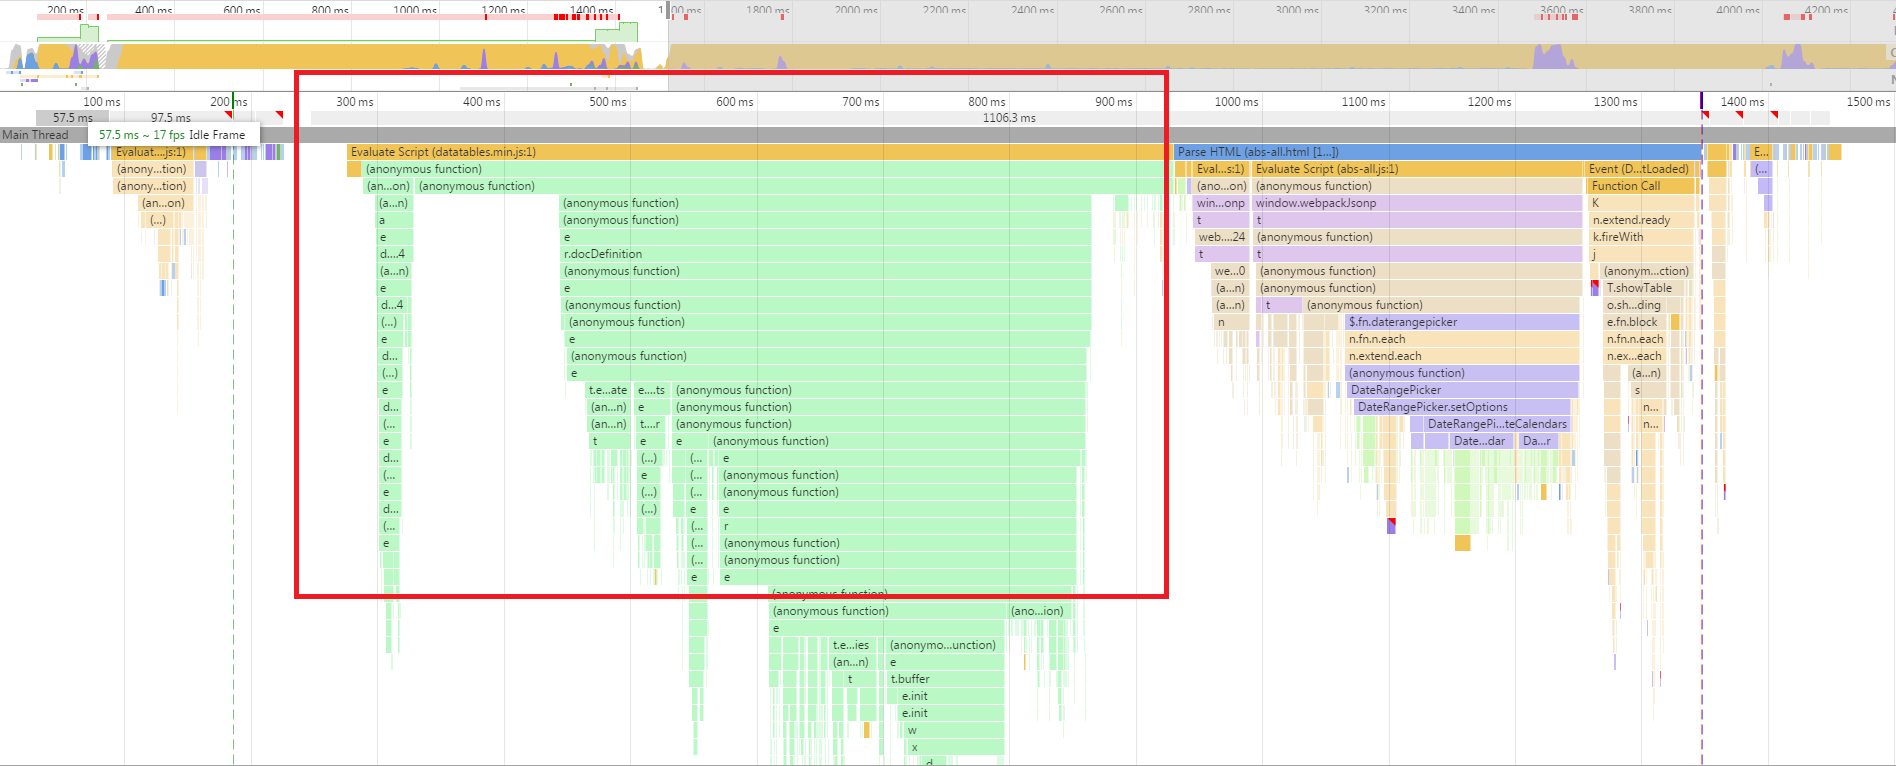 200 ms 400 ms 600 ms 800 ms 1000 ms 1200 ms 1400 ms 1800 ms 2000 ms 2200 ms 2400 ms 2600 ms 2800 ms 3000 ms 3200 ms 3400 ms 3600 ms 3800 ms 4000 ms 4200 ms
100 ms 200 ms 300 ms 400 ms 500 ms 600 ms 700 ms 800 ms 900 ms 1000 ms 1100 ms 1200 ms 1300 ms 1400 ms 1500 ms
57.5 ms 97.5 ms 1106.3 ms
Main Thread 57.5 ms ~ 17 fps Idle Frame
Evaluat....js:1) Evaluate Script (datatables.min.js:1) Parse HTML (abs-all.html [1...]) E...
(anony...tion) (anonymous function) Eval...s:1) Evaluate Script (abs-all.js:1) Event (D...tLoaded) (...
(anony...tion) (an...on) (anonymous function) (ano...on) (anonymous function) Function Call
(an...on) (a...n) (anonymous function) win...onp window.webpackJsonp K
(...) a (anonymous function) t t n.extend.ready
e e web....24 (anonymous function) k.fireWith
d....4 r.docDefinition t t j
(a...n) (anonymous function) we...0 (anonymous function) (anonym...ction)
e (anonymous function) (a...n) (anonymous function) T.showTable
d...4 (anonymous function) (a...n) t (anonymous function) o.sh...ding
(...) (anonymous function) n $.fn.daterangepicker e.fn.block
e e n.fn.n.each n.fn.n.each
d... (anonymous function) n.extend.each n.ex...each
(...) e (anonymous function) (a...n)
e t.e...ate e....ts (anonymous function) DateRangePicker s
d... (an...n) e (anonymous function) DateRangePicker.setOptions n...
(... (an...n) t....r (anonymous function) DateRangePi...teCalendars n...
e t e e (anonymous function) Date...dar Da...r
d... (...) (... e
(... e (... (anonymous function)
e (...) (... (anonymous function)
d... (...) e e
(... (... r
e (... (anonymous function)
(... (anonymous function)
e e
(anonymous function)
(anonymous function) (ano...ion)
e
t.e...ies (anonymo...unction)
(an...n) e
t t.buffer
e.init
e.init
w
x
d